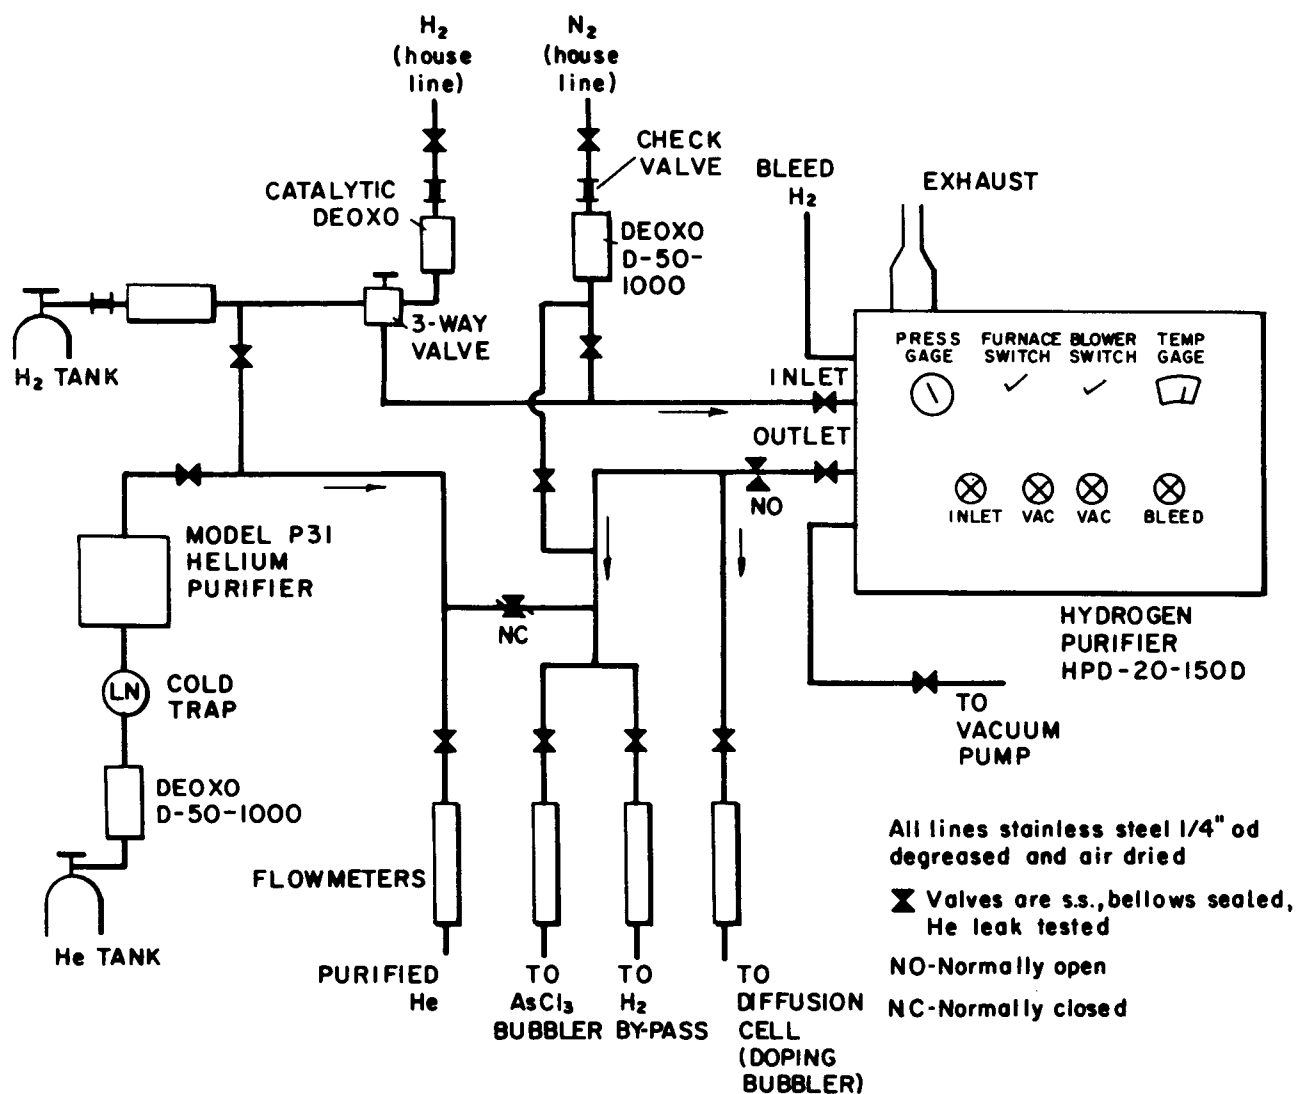 H2
(house
line)
N2
(house
line)
CHECK
VALVE
BLEED
H2
EXHAUST
CATALYTIC
DEOXO
DEOXO
D-50-
1000
3-WAY
VALVE
H2 TANK
PRESS
GAGE
FURNACE
SWITCH
BLOWER
SWITCH
TEMP
GAGE
INLET
OUTLET
NO
INLET
VAC
VAC
BLEED
MODEL P31
HELIUM
PURIFIER
NC
HYDROGEN
PURIFIER
HPD-20-150D
LN
COLD
TRAP
TO
VACUUM
PUMP
DEOXO
D-50-1000
FLOWMETERS
He TANK
PURIFIED
He
TO
AsCl3
BUBBLER
TO
H2
BY-PASS
TO
DIFFUSION
CELL
(DOPING
BUBBLER)
All lines stainless steel 1/4" od
degreased and air dried
Valves are s.s., bellows sealed,
He leak tested
NO-Normally open
NC-Normally closed